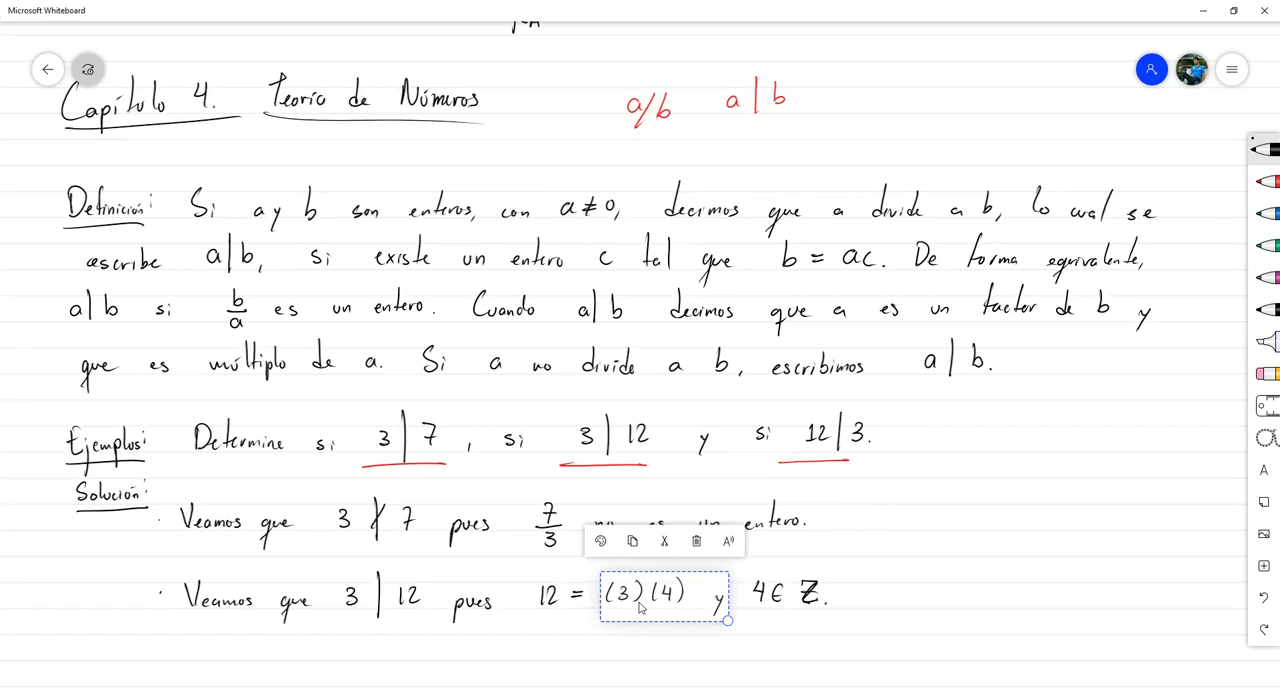 Microsoft Whiteboard
Capítulo 4. Teoría de Números a/b a | b
Definición: Si a y b son enteros, con a ≠ 0, decimos que a divide a b, lo cual se
escribe a | b, si existe un entero c tal que b = ac. De forma equivalente,
a | b si b/a es un entero. Cuando a | b decimos que a es un factor de b y
que es múltiplo de a. Si a no divide a b, escribimos a | b.
Ejemplos: Determine si 3 | 7, si 3 | 12 y si 12 | 3.
Solución:
· Veamos que 3 ∤ 7 pues 7/3 no es un entero.
· Veamos que 3 | 12 pues 12 = (3)(4) y 4 ∈ Z.